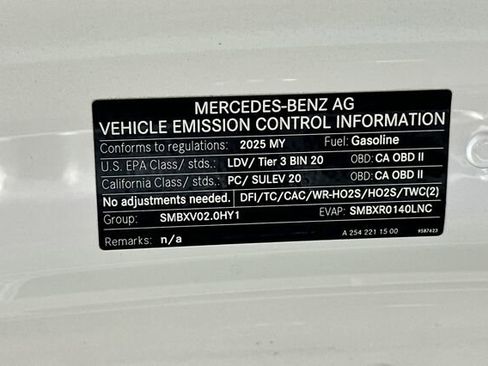 MERCEDES-BENZ AG
VEHICLE EMISSION CONTROL INFORMATION
Conforms to regulations: 2025 MY Fuel: Gasoline
U.S. EPA Class/ stds.: LDV/ Tier 3 BIN 20 OBD: CA OBD II
California Class/ stds.: PC/ SULEV 20 OBD: CA OBD II
No adjustments needed. DFI/TC/CAC/WR-HO2S/HO2S/TWC(2)
Group: SMBXV02.0HY1 EVAP: SMBXR0140LNC
Remarks: n/a A 254 221 15 00